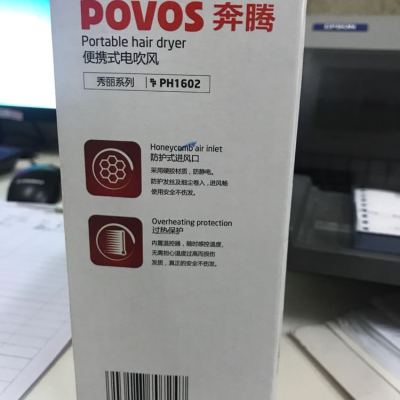 POVOS 奔腾
Portable hair dryer
便携式电吹风
秀丽系列 PH1602
Honeycomb air inlet
防护式进风口
采用硬胶材质，防静电。
防护发丝及细尘卷入，进风畅
使用安全不伤发。
Overheating protection
过热保护
内置温控器，随时感控温度，
无需担心温度过高而损伤
发质，真正的安全不伤发。